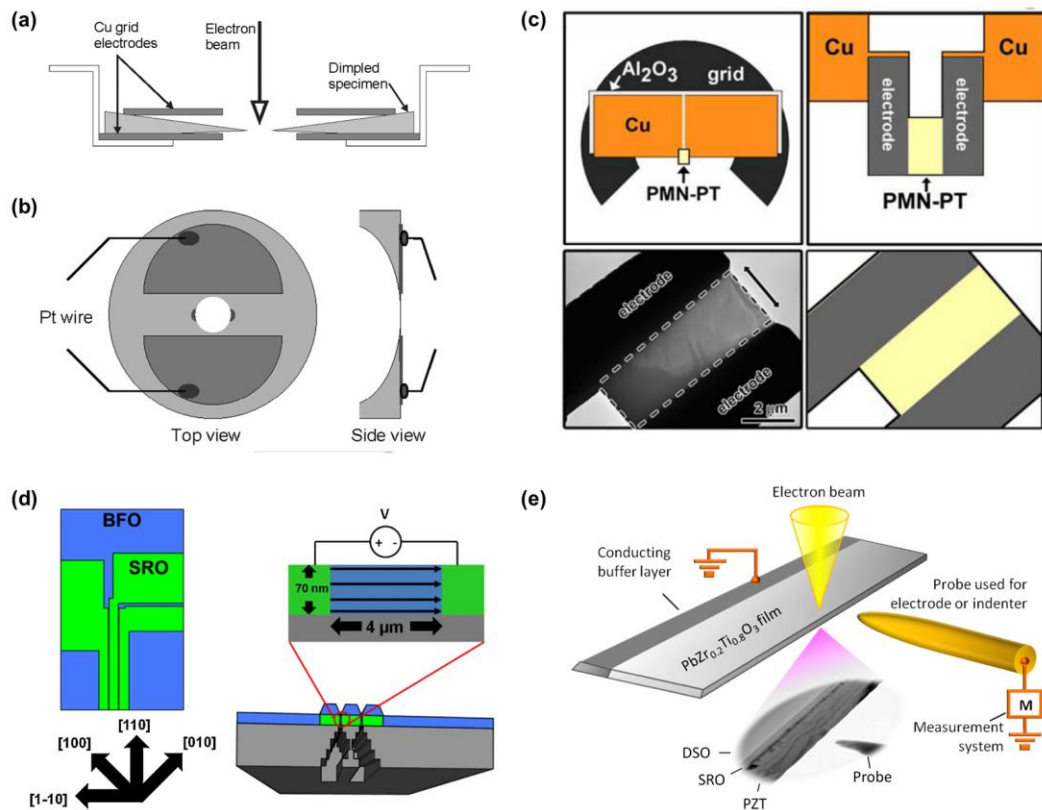 (a)
Cu grid
electrodes
Electron
beam
Dimpled
specimen
(b)
Pt wire
Top view
Side view
(c)
Al₂O₃
grid
Cu
PMN-PT
Cu
Cu
electrode
electrode
PMN-PT
electrode
electrode
2 µm
(d)
BFO
SRO
[110]
[100]
[010]
[1-10]
V
+ -
70 nm
4 µm
(e)
Electron beam
Conducting
buffer layer
Probe used for
electrode or indenter
PbZr₀.₂Ti₀.₈O₃ film
M
Measurement
system
DSO
SRO
PZT
Probe